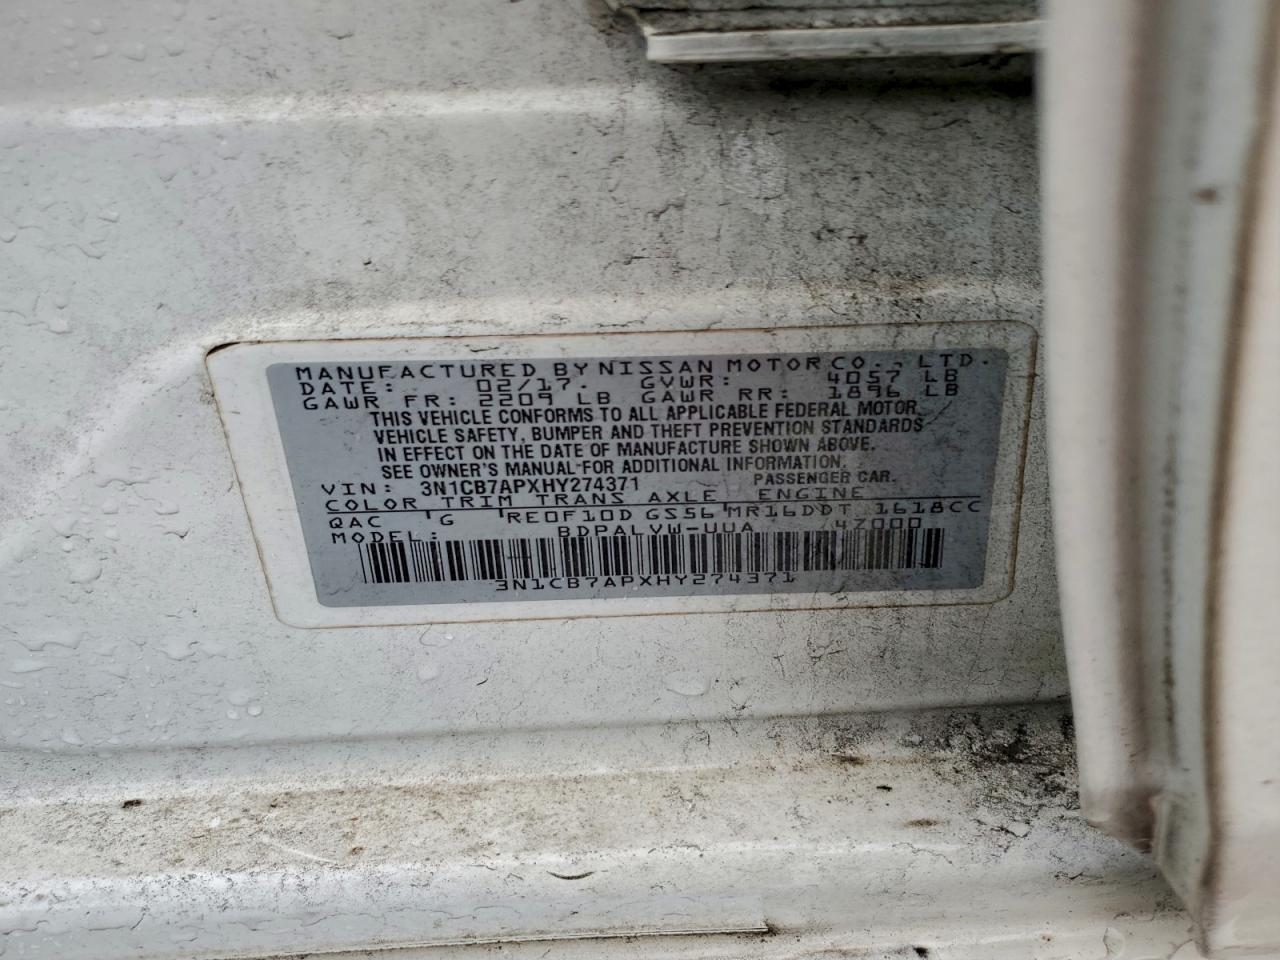 MANUFACTURED BY NISSAN MOTOR CO., LTD.
DATE: 02/17. GVWR: 4057 LB
GAWR FR: 2209 LB GAWR RR: 1896 LB
THIS VEHICLE CONFORMS TO ALL APPLICABLE FEDERAL MOTOR
VEHICLE SAFETY, BUMPER AND THEFT PREVENTION STANDARDS
IN EFFECT ON THE DATE OF MANUFACTURE SHOWN ABOVE.
SEE OWNER'S MANUAL FOR ADDITIONAL INFORMATION.
VIN: 3N1CB7APXHY274371 PASSENGER CAR.
COLOR TRIM TRANS AXLE ENGINE
QAC G RE0F10D GS56 MR16DDT 1618CC
MODEL: BDPALVW-UUA 47000
3N1CB7APXHY274371